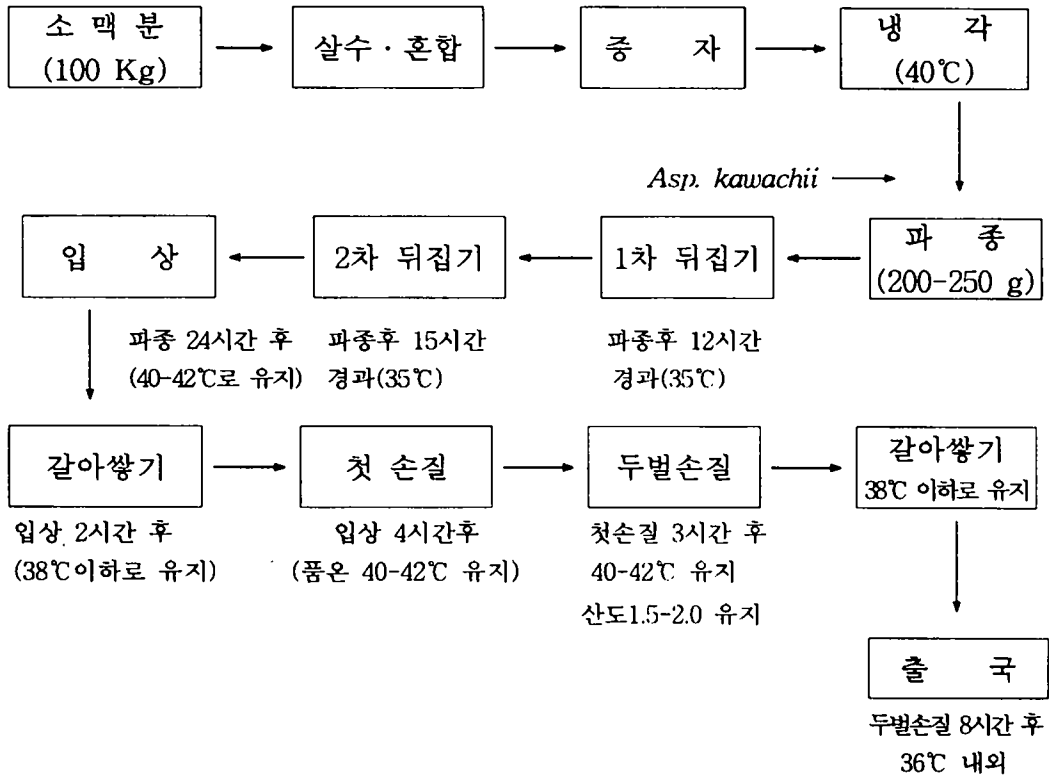 소 맥 분
(100 Kg)
살수 · 혼합
중 자
냉 각
(40℃)
Asp. kawachii
입 상
2차 뒤집기
1차 뒤집기
파 종
(200-250 g)
파종 24시간 후
(40-42℃로 유지)
파종후 15시간
경과(35℃)
파종후 12시간
경과(35℃)
갈아쌓기
첫 손질
두벌손질
갈아쌓기
38℃ 이하로 유지
입상 2시간 후
(38℃이하로 유지)
입상 4시간후
(품온 40-42℃ 유지)
첫손질 3시간 후
40-42℃ 유지
산도1.5-2.0 유지
출 국
두벌손질 8시간 후
36℃ 내외